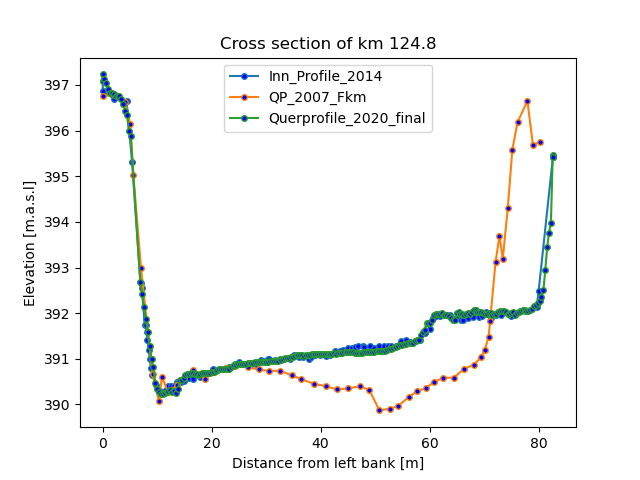 Cross section of km 124.8
Inn_Profile_2014
QP_2007_Fkm
Querprofile_2020_final
Elevation [m.a.s.l]
397
396
395
394
393
392
391
390
0 20 40 60 80
Distance from left bank [m]